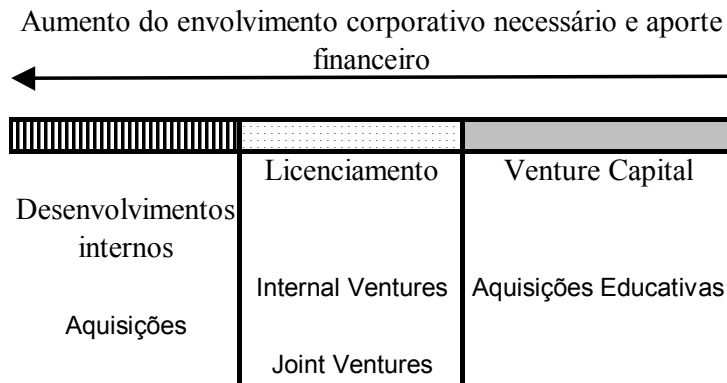 Aumento do envolvimento corporativo necessário e aporte
financeiro
Desenvolvimentos
internos
Aquisições
Licenciamento
Internal Ventures
Joint Ventures
Venture Capital
Aquisições Educativas